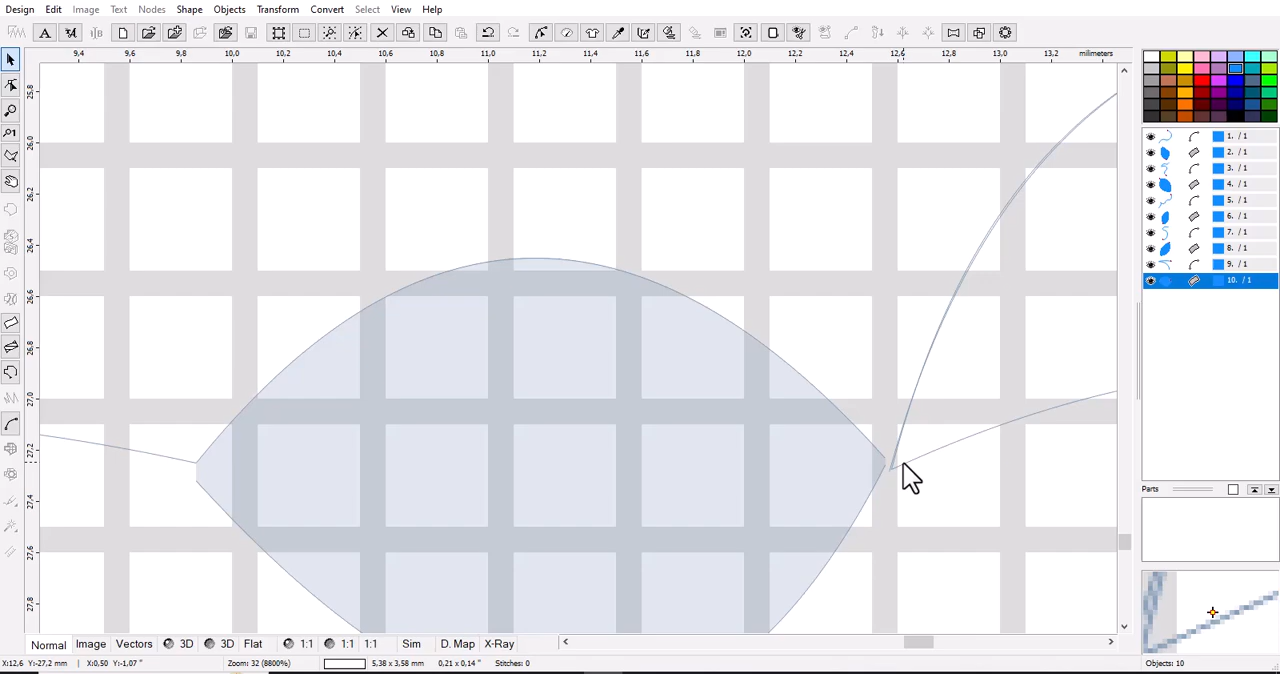 Design Edit Image Text Nodes Shape Objects Transform Convert Select View Help
9,4 9,6 9,8 10,0 10,2 10,4 10,6 10,8 11,0 11,2 11,4 11,6 11,8 12,0 12,2 12,4 12,6 13,0 13,2 milimeters
25,8
26,0
26,2
26,4
26,6
26,8
27,0
27,2
27,4
27,6
27,8
1. / 1
2. / 1
3. / 1
4. / 1
5. / 1
6. / 1
7. / 1
8. / 1
9. / 1
10. / 1
Parts
Normal Image Vectors 3D 3D Flat 1:1 1:1 1:1 Sim D. Map X-Ray
X:12,6 Y:-27,2 mm X:0,50 Y:-1,07 " Zoom: 32 (8800%) 5,38 x 3,58 mm 0,21 x 0,14 " Stitches: 0 Objects: 10